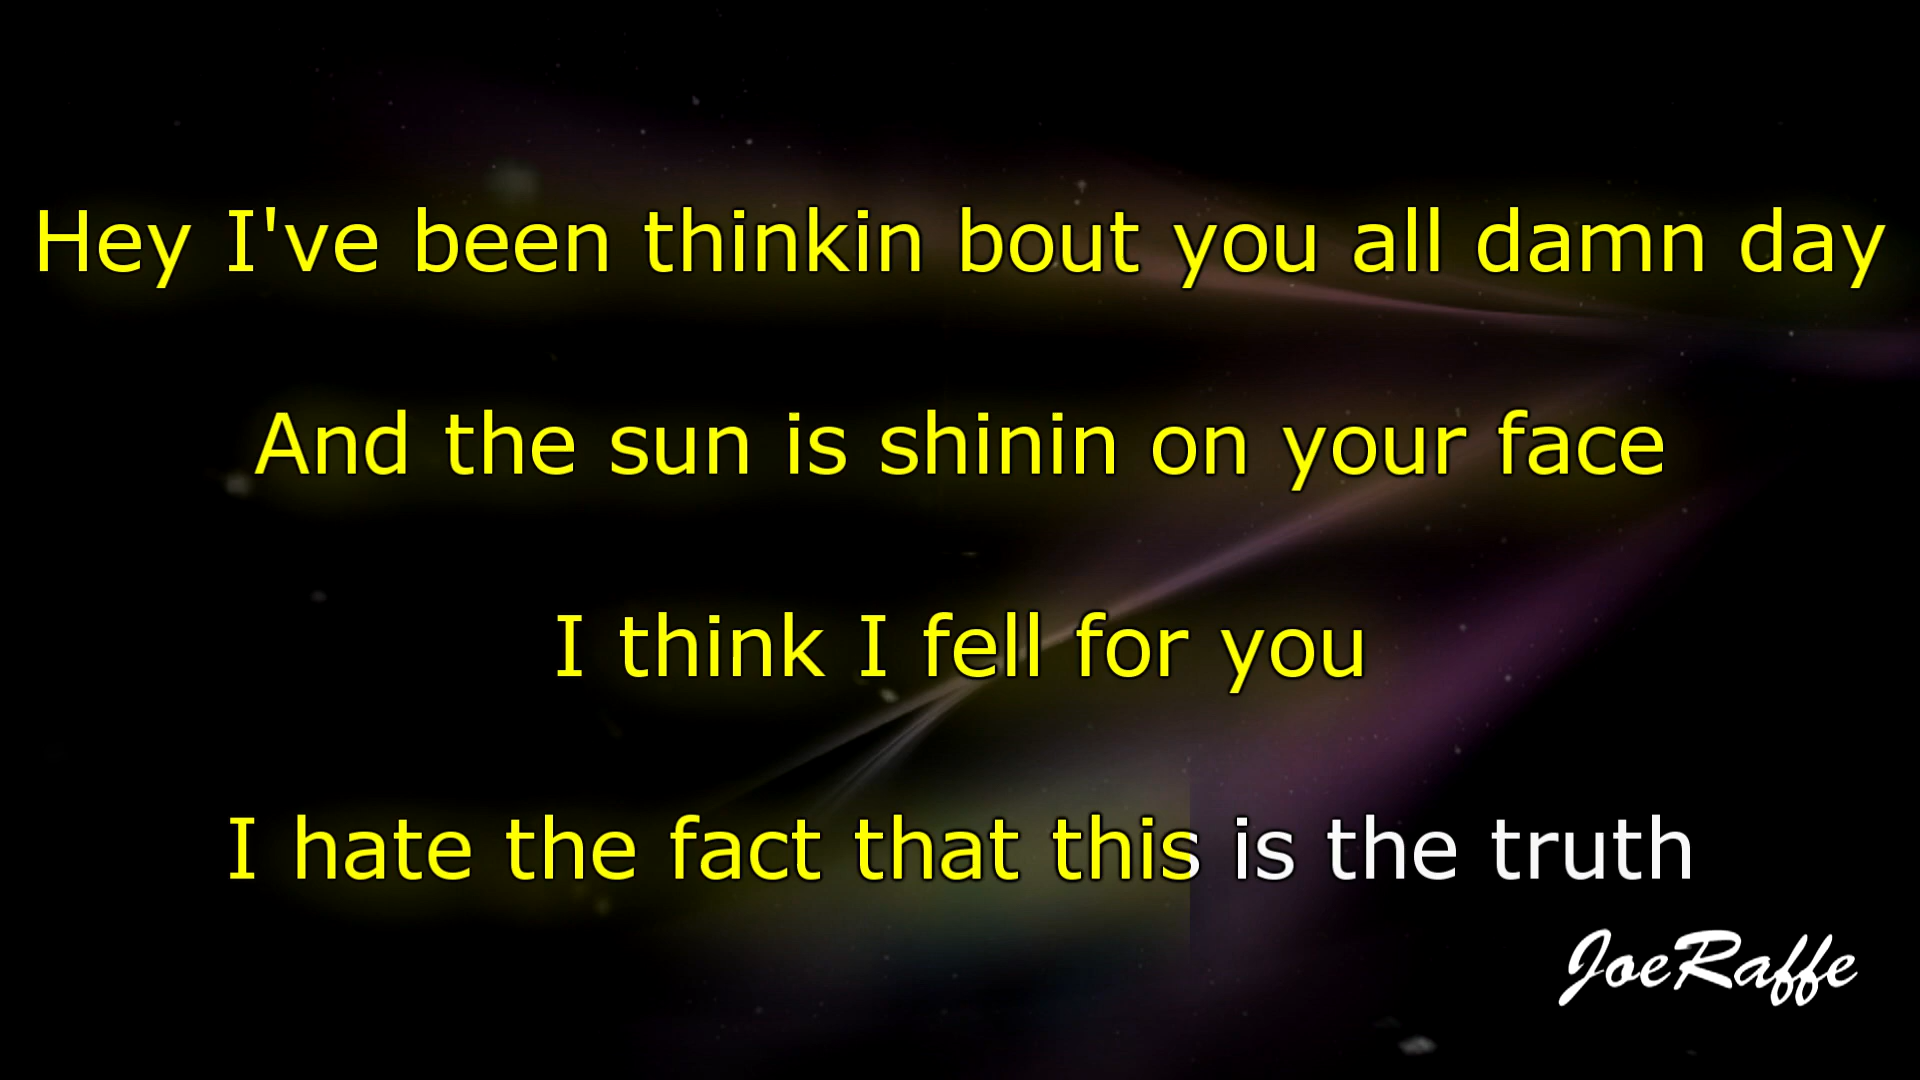 Hey I've been thinkin bout you all damn day
And the sun is shinin on your face
I think I fell for you
I hate the fact that this is the truth
JoeRaffe